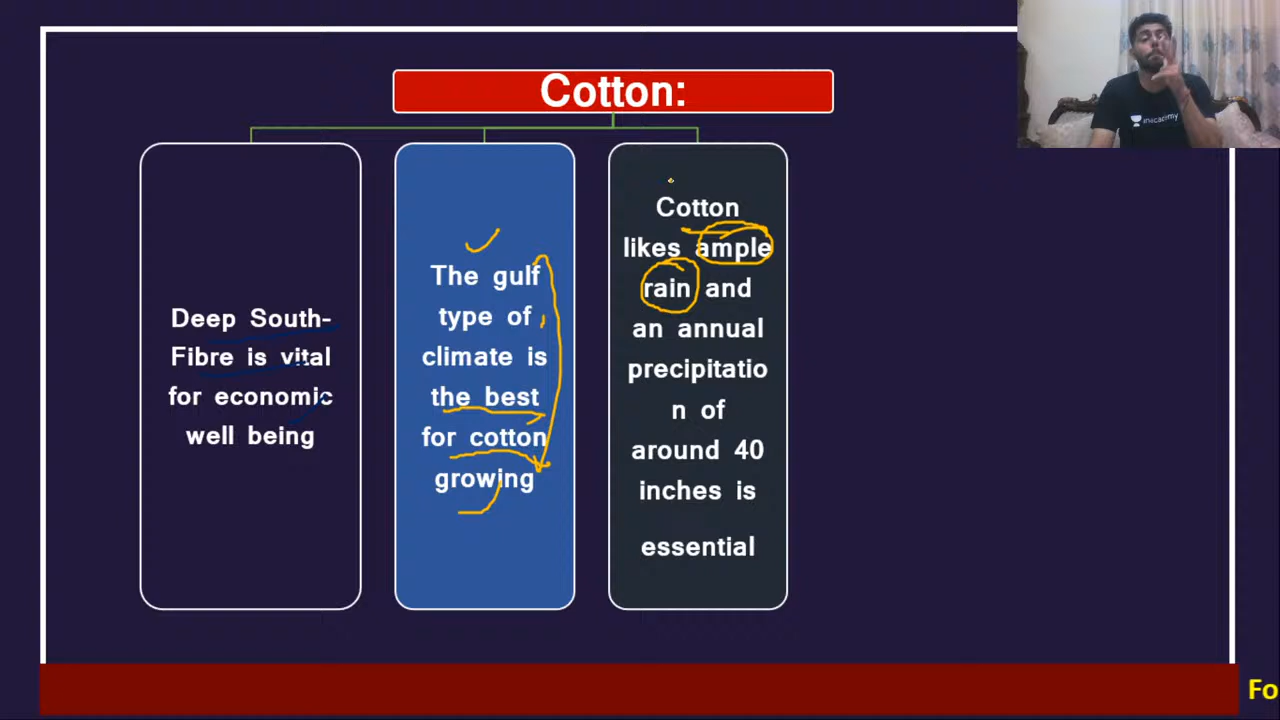 Cotton:
Deep South-
Fibre is vital
for economic
well being
The gulf
type of
climate is
the best
for cotton
growing
Cotton
likes ample
rain and
an annual
precipitatio
n of
around 40
inches is
essential
unacademy
Fo